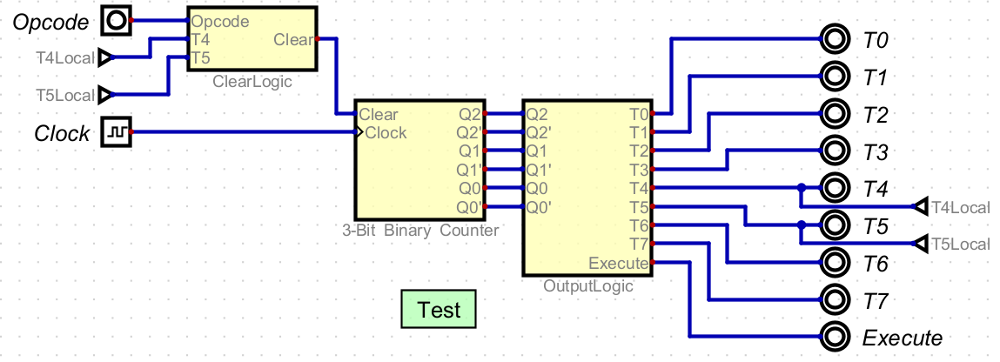 Opcode
T4Local
T5Local
Clock
Opcode
T4
T5
Clear
ClearLogic
Clear
Clock
Q2
Q2'
Q1
Q1'
Q0
Q0'
3-Bit Binary Counter
Q2
Q2'
Q1
Q1'
Q0
Q0'
T0
T1
T2
T3
T4
T5
T6
T7
Execute
OutputLogic
Test
T0
T1
T2
T3
T4
T4Local
T5
T5Local
T6
T7
Execute